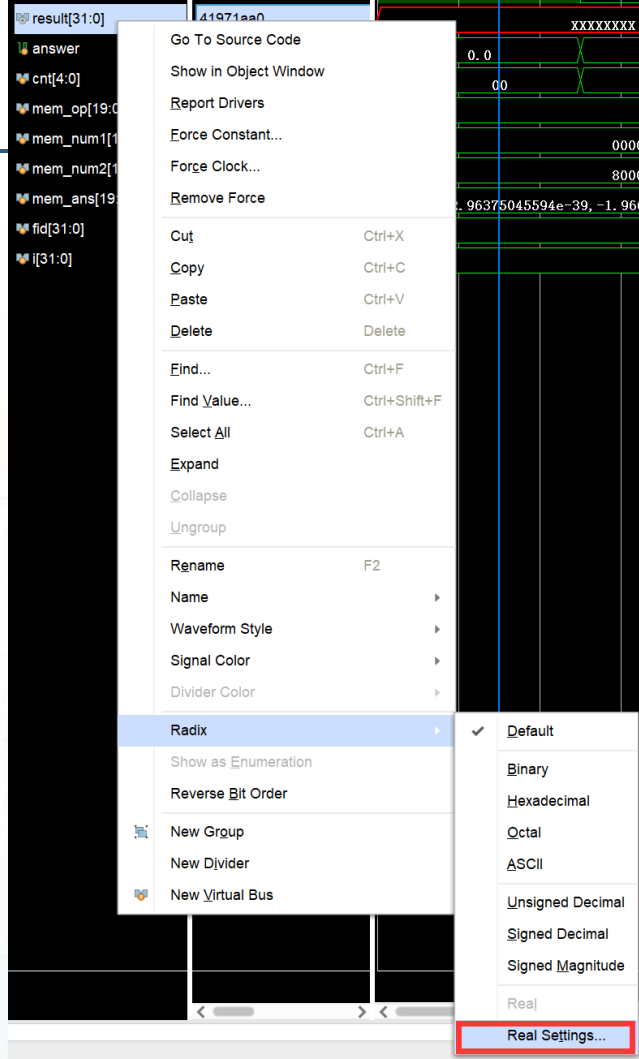 result[31:0]
41971aa0
XXXXXXXX
answer
0.0
cnt[4:0]
00
mem_op[19:0
mem_num1[1
0000
mem_num2[1
8000
mem_ans[19:
.96375045594e-39,-1.960
fid[31:0]
i[31:0]
Go To Source Code
Show in Object Window
Report Drivers
Force Constant...
Force Clock...
Remove Force
Cut Ctrl+X
Copy Ctrl+C
Paste Ctrl+V
Delete Delete
Find... Ctrl+F
Find Value... Ctrl+Shift+F
Select All Ctrl+A
Expand
Collapse
Ungroup
Rename F2
Name
Waveform Style
Signal Color
Divider Color
Radix
Show as Enumeration
Reverse Bit Order
New Group
New Divider
New Virtual Bus
Default
Binary
Hexadecimal
Octal
ASCII
Unsigned Decimal
Signed Decimal
Signed Magnitude
Real
Real Settings...